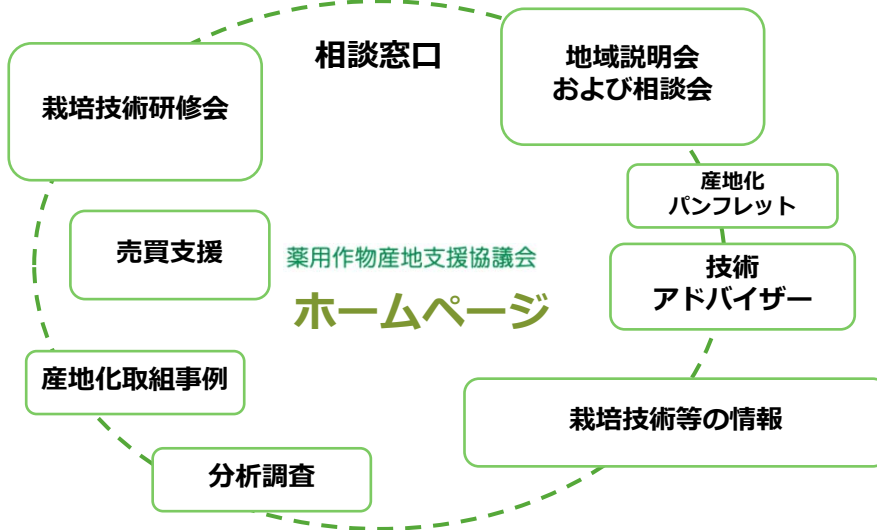 相談窓口
地域説明会
および相談会
栽培技術研修会
産地化
パンフレット
売買支援
薬用作物産地支援協議会
ホームページ
技術
アドバイザー
産地化取組事例
栽培技術等の情報
分析調査